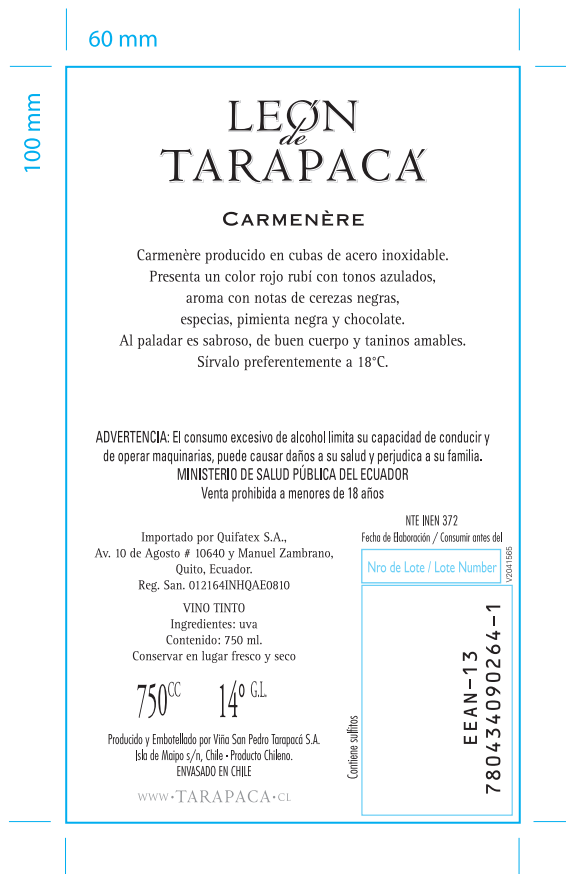 60 mm
100 mm
LEÓN
de
TARAPACÁ
CARMENÈRE
Carmenère producido en cubas de acero inoxidable.
Presenta un color rojo rubí con tonos azulados,
aroma con notas de cerezas negras,
especias, pimienta negra y chocolate.
Al paladar es sabroso, de buen cuerpo y taninos amables.
Sírvalo preferentemente a 18°C.
ADVERTENCIA: El consumo excesivo de alcohol limita su capacidad de conducir y
de operar maquinarias, puede causar daños a su salud y perjudica a su familia.
MINISTERIO DE SALUD PÚBLICA DEL ECUADOR
Venta prohibida a menores de 18 años
Importado por Quifatex S.A.,
Av. 10 de Agosto # 10640 y Manuel Zambrano,
Quito, Ecuador.
Reg. San. 012164INHQAE0810
VINO TINTO
Ingredientes: uva
Contenido: 750 ml.
Conservar en lugar fresco y seco
750CC 14° G.L.
Producido y Embotellado por Viña San Pedro Tarapacá S.A.
Isla de Maipo s/n, Chile • Producto Chileno.
ENVASADO EN CHILE
WWW•TARAPACA•CL
NTE INEN 372
Fecha de Elaboración / Consumir antes del
Nro de Lote / Lote Number
V2041565
Contiene sulfitos
EEAN-13
780434090264-1